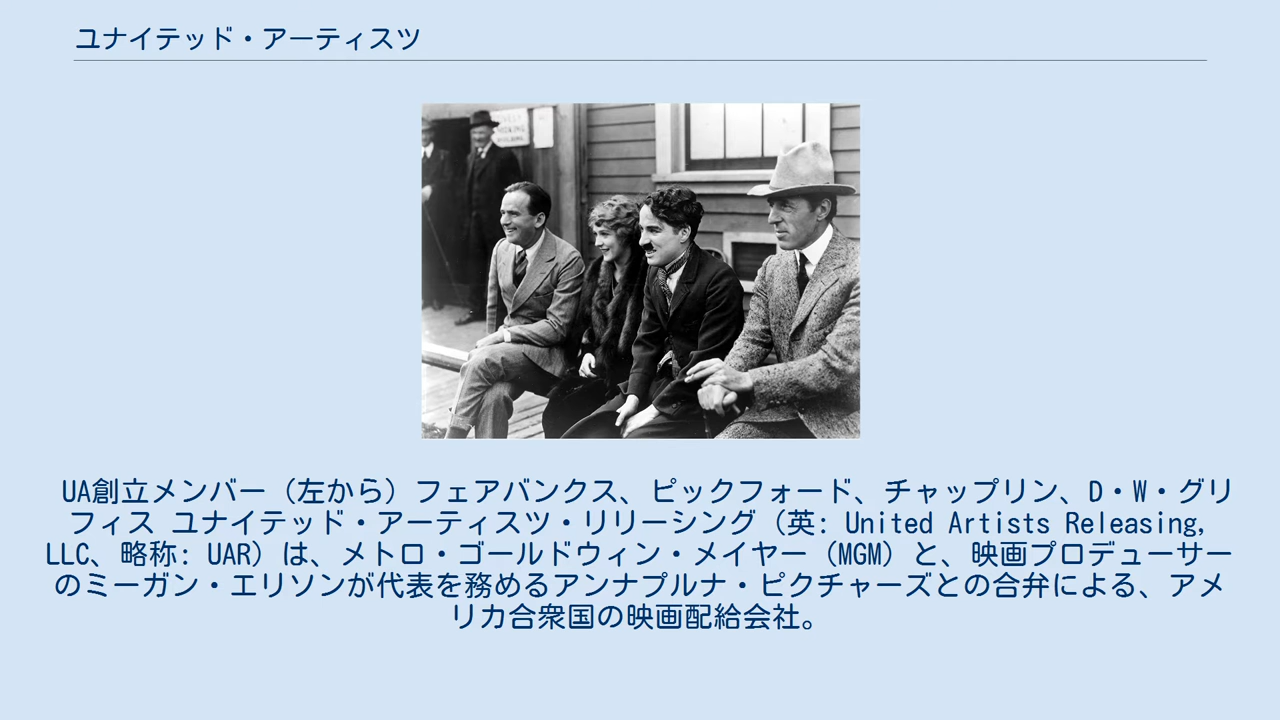 ユナイテッド・アーティスツ
UA創立メンバー（左から）フェアバンクス、ピックフォード、チャップリン、D・W・グリ
フィス ユナイテッド・アーティスツ・リリーシング（英: United Artists Releasing,
LLC、略称: UAR）は、メトロ・ゴールドウィン・メイヤー（MGM）と、映画プロデューサー
のミーガン・エリソンが代表を務めるアンナプルナ・ピクチャーズとの合弁による、アメ
リカ合衆国の映画配給会社。